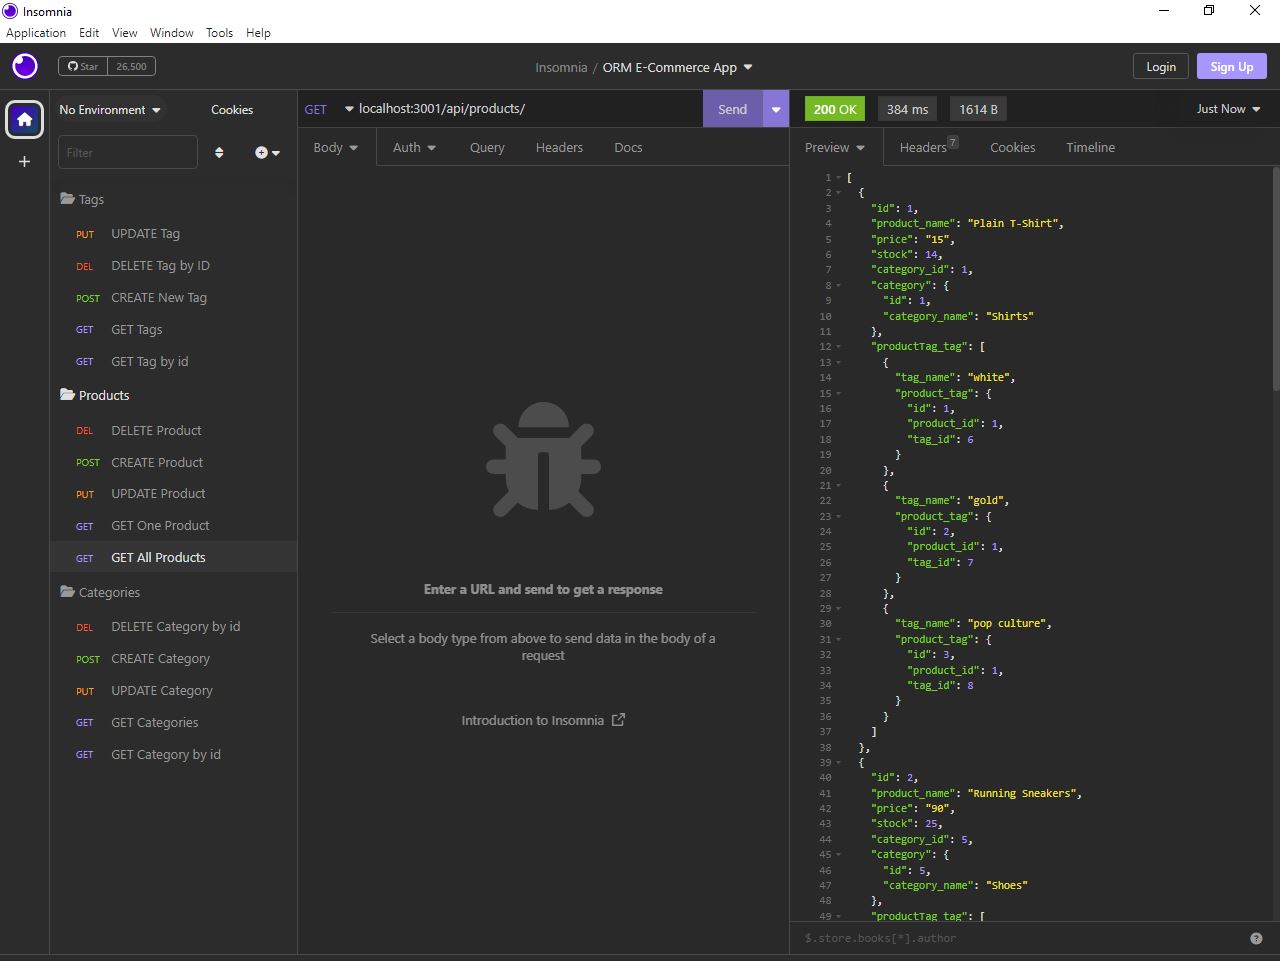 Insomnia
Application Edit View Window Tools Help
Star 26,500
Insomnia / ORM E-Commerce App
Login Sign Up
No Environment Cookies
Filter
Tags
PUT UPDATE Tag
DEL DELETE Tag by ID
POST CREATE New Tag
GET GET Tags
GET GET Tag by id
Products
DEL DELETE Product
POST CREATE Product
PUT UPDATE Product
GET GET One Product
GET GET All Products
Categories
DEL DELETE Category by id
POST CREATE Category
PUT UPDATE Category
GET GET Categories
GET GET Category by id
GET localhost:3001/api/products/ Send
Body Auth Query Headers Docs
Enter a URL and send to get a response
Select a body type from above to send data in the body of a
request
Introduction to Insomnia
200 OK 384 ms 1614 B Just Now
Preview Headers 7 Cookies Timeline
1 [
2 {
3 "id": 1,
4 "product_name": "Plain T-Shirt",
5 "price": "15",
6 "stock": 14,
7 "category_id": 1,
8 "category": {
9 "id": 1,
10 "category_name": "Shirts"
11 },
12 "productTag_tag": [
13 {
14 "tag_name": "white",
15 "product_tag": {
16 "id": 1,
17 "product_id": 1,
18 "tag_id": 6
19 }
20 },
21 {
22 "tag_name": "gold",
23 "product_tag": {
24 "id": 2,
25 "product_id": 1,
26 "tag_id": 7
27 }
28 },
29 {
30 "tag_name": "pop culture",
31 "product_tag": {
32 "id": 3,
33 "product_id": 1,
34 "tag_id": 8
35 }
36 }
37 ]
38 },
39 {
40 "id": 2,
41 "product_name": "Running Sneakers",
42 "price": "90",
43 "stock": 25,
44 "category_id": 5,
45 "category": {
46 "id": 5,
47 "category_name": "Shoes"
48 },
49 "productTag_tag": [
$.store.books[*].author